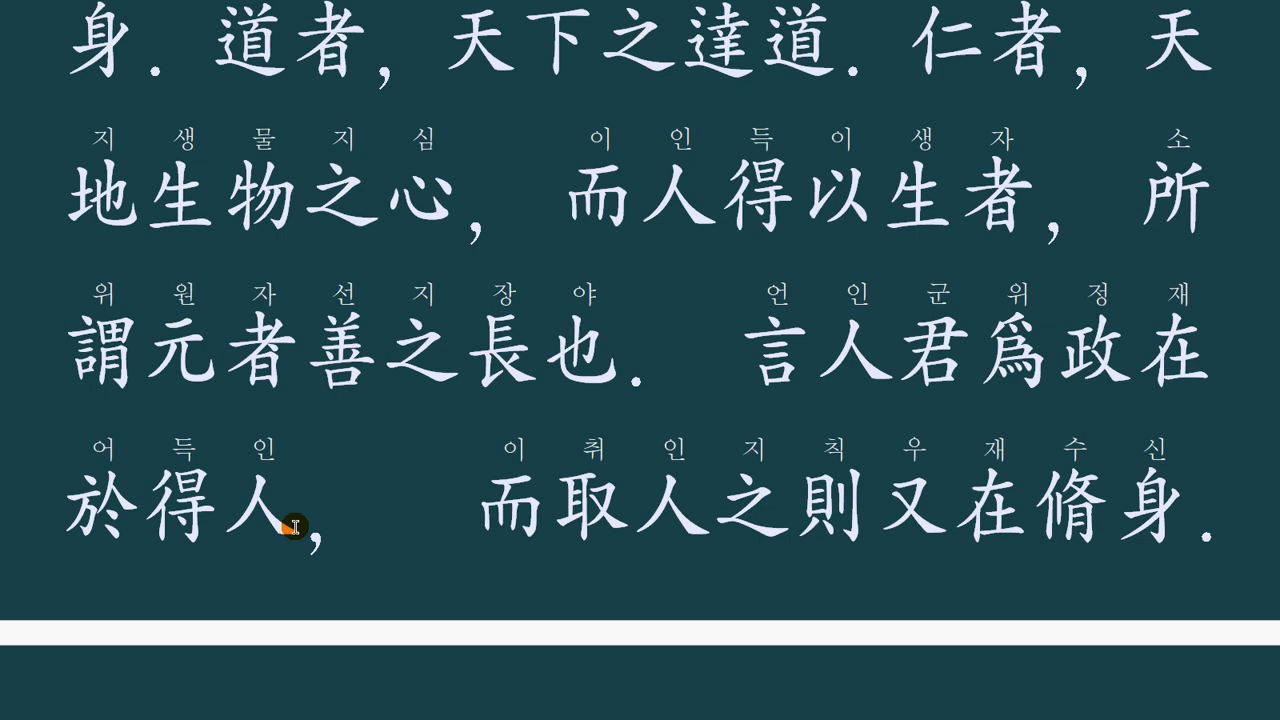 身. 道者, 天下之達道. 仁者, 天
지 생 물 지 심 이 인 득 이 생 자 소
地生物之心, 而人得以生者, 所
위 원 자 선 지 장 야 언 인 군 위 정 재
謂元者善之長也. 言人君爲政在
어 득 인 이 취 인 지 칙 우 재 수 신
於得人, 而取人之則又在脩身.